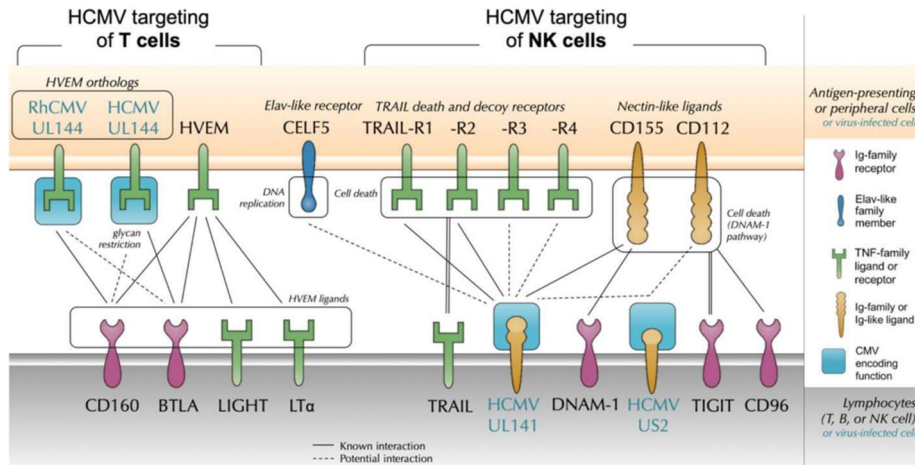 HCMV targeting
of T cells
HCMV targeting
of NK cells
HVEM orthologs
RhCMV
UL144
HCMV
UL144
HVEM
Elav-like receptor
CELF5
TRAIL death and decoy receptors
TRAIL-R1
-R2
-R3
-R4
Nectin-like ligands
CD155
CD112
DNA
replication
Cell death
Cell death
(DNAM-1
pathway)
glycan
restriction
HVEM ligands
CD160
BTLA
LIGHT
LTα
TRAIL
HCMV
UL141
DNAM-1
HCMV
US2
TIGIT
CD96
Known interaction
Potential interaction
Antigen-presenting
or peripheral cells
or virus-infected cell
Ig-family
receptor
Elav-like
family
member
TNF-family
ligand or
receptor
Ig-family or
Ig-like ligand
CMV
encoding
function
Lymphocytes
(T, B, or NK cell)
or virus-infected cell